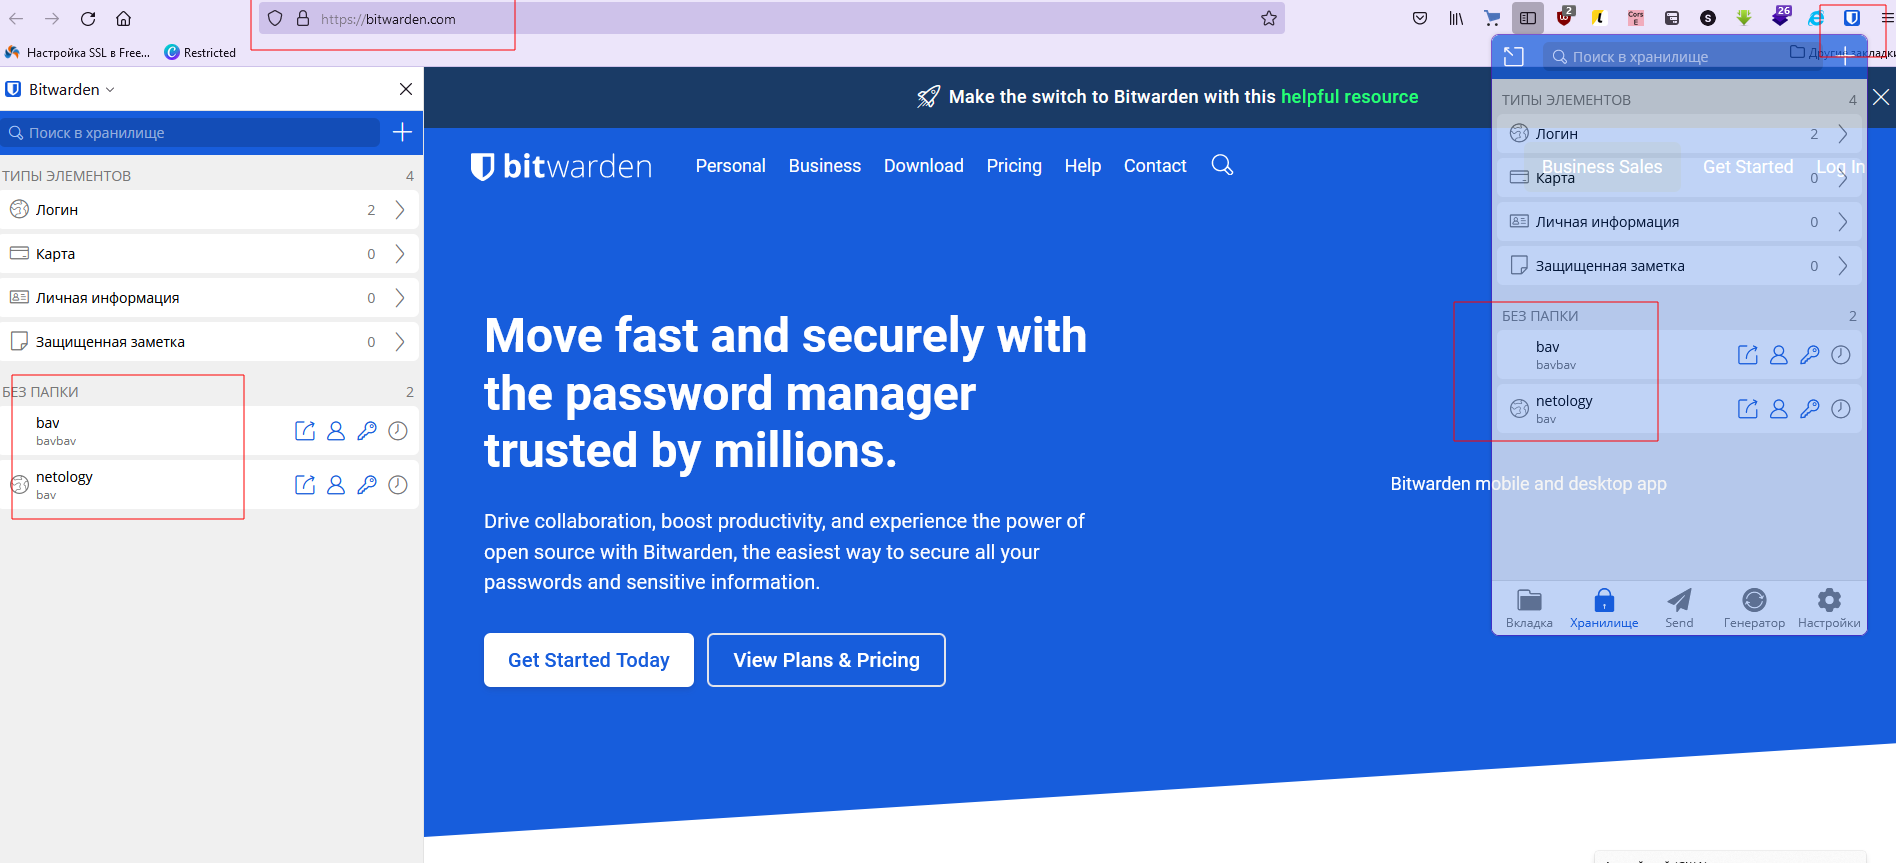 https://bitwarden.com
2
26
Cors
E
S
Настройка SSL в Free...
Restricted
Bitwarden
Поиск в хранилище
ТИПЫ ЭЛЕМЕНТОВ 4
Логин 2
Карта 0
Личная информация 0
Защищенная заметка 0
БЕЗ ПАПКИ 2
bav
bavbav
netology
bav
Make the switch to Bitwarden with this helpful resource
bitwarden
Personal Business Download Pricing Help Contact
Business Sales Get Started Log In
Move fast and securely with
the password manager
trusted by millions.
Drive collaboration, boost productivity, and experience the power of
open source with Bitwarden, the easiest way to secure all your
passwords and sensitive information.
Get Started Today
View Plans & Pricing
Bitwarden mobile and desktop app
Поиск в хранилище
Другие закладки
ТИПЫ ЭЛЕМЕНТОВ 4
Логин 2
Карта 0
Личная информация 0
Защищенная заметка 0
БЕЗ ПАПКИ 2
bav
bavbav
netology
bav
Вкладка Хранилище Send Генератор Настройки